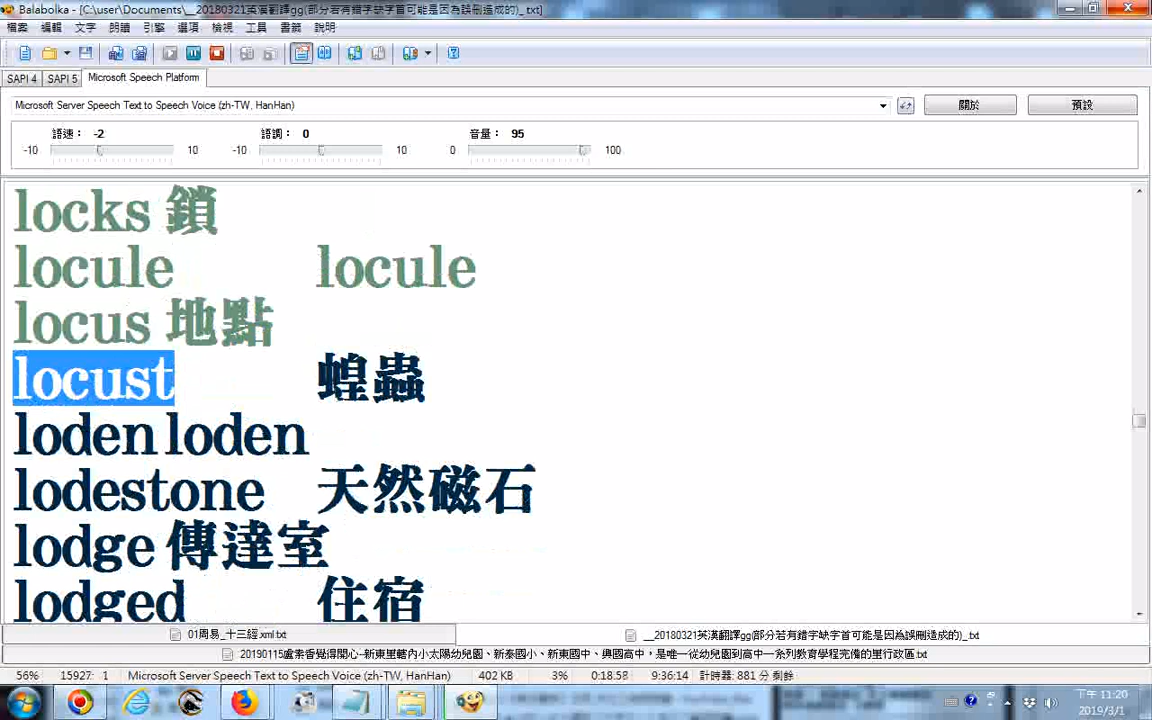 Balabolka - [C:\user\Documents\__20180321英漢翻譯gg(部分若有錯字缺字首可能是因為誤刪造成的)_.txt]
檔案 編輯 文字 朗讀 引擎 選項 檢視 工具 書籤 說明
SAPI 4 SAPI 5 Microsoft Speech Platform
Microsoft Server Speech Text to Speech Voice (zh-TW, HanHan) 關於 預設
語速： -2 語調： 0 音量： 95
-10 10 -10 10 0 100
locks 鎖
locule locule
locus 地點
locust 蝗蟲
loden loden
lodestone 天然磁石
lodge 傳達室
lodged 住宿
01周易_十三經.xml.txt __20180321英漢翻譯gg(部分若有錯字缺字首可能是因為誤刪造成的)_.txt
20190115盧素香覺得開心--新東里轄內小太陽幼兒園、新泰國小、新東國中、興國高中，是唯一從幼兒園到高中一系列教育學程完備的里行政區.txt
56% 15927: 1 Microsoft Server Speech Text to Speech Voice (zh-TW, HanHan) 402 KB 3% 0:18:58 9:36:14 計時器: 881 分 剩餘
下午 11:20
2019/3/1